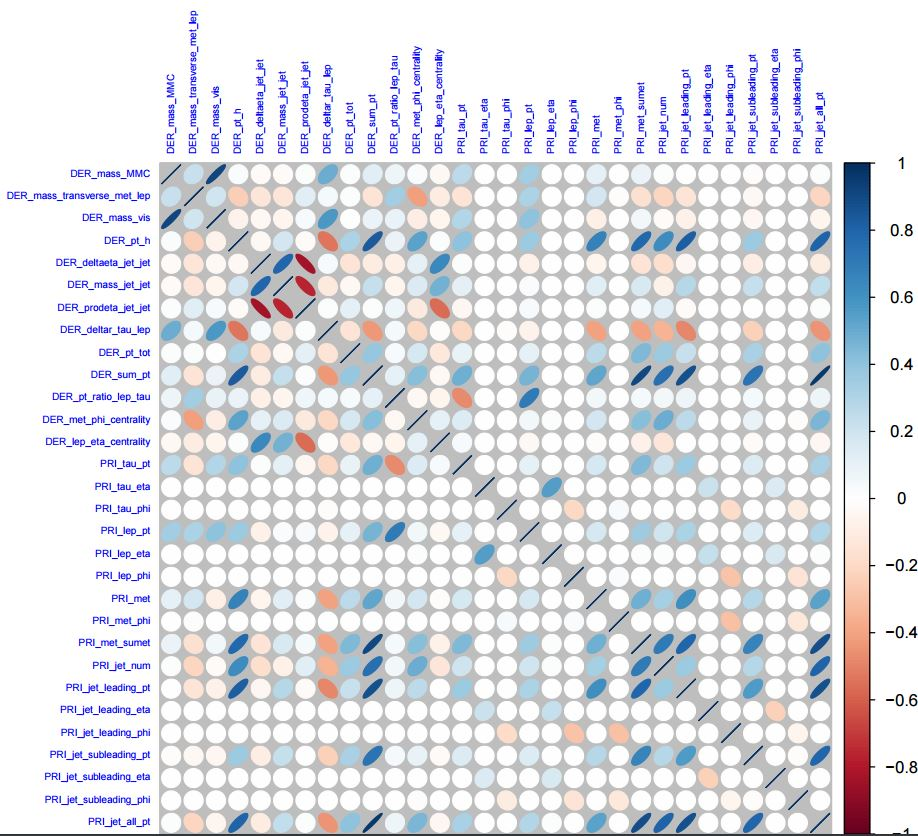 DER_mass_MMC
DER_mass_transverse_met_lep
DER_mass_vis
DER_pt_h
DER_deltaeta_jet_jet
DER_mass_jet_jet
DER_prodeta_jet_jet
DER_deltar_tau_lep
DER_pt_tot
DER_sum_pt
DER_pt_ratio_lep_tau
DER_met_phi_centrality
DER_lep_eta_centrality
PRI_tau_pt
PRI_tau_eta
PRI_tau_phi
PRI_lep_pt
PRI_lep_eta
PRI_lep_phi
PRI_met
PRI_met_phi
PRI_met_sumet
PRI_jet_num
PRI_jet_leading_pt
PRI_jet_leading_eta
PRI_jet_leading_phi
PRI_jet_subleading_pt
PRI_jet_subleading_eta
PRI_jet_subleading_phi
PRI_jet_all_pt
DER_mass_MMC
DER_mass_transverse_met_lep
DER_mass_vis
DER_pt_h
DER_deltaeta_jet_jet
DER_mass_jet_jet
DER_prodeta_jet_jet
DER_deltar_tau_lep
DER_pt_tot
DER_sum_pt
DER_pt_ratio_lep_tau
DER_met_phi_centrality
DER_lep_eta_centrality
PRI_tau_pt
PRI_tau_eta
PRI_tau_phi
PRI_lep_pt
PRI_lep_eta
PRI_lep_phi
PRI_met
PRI_met_phi
PRI_met_sumet
PRI_jet_num
PRI_jet_leading_pt
PRI_jet_leading_eta
PRI_jet_leading_phi
PRI_jet_subleading_pt
PRI_jet_subleading_eta
PRI_jet_subleading_phi
PRI_jet_all_pt
1
0.8
0.6
0.4
0.2
0
−0.2
−0.4
−0.6
−0.8
−1